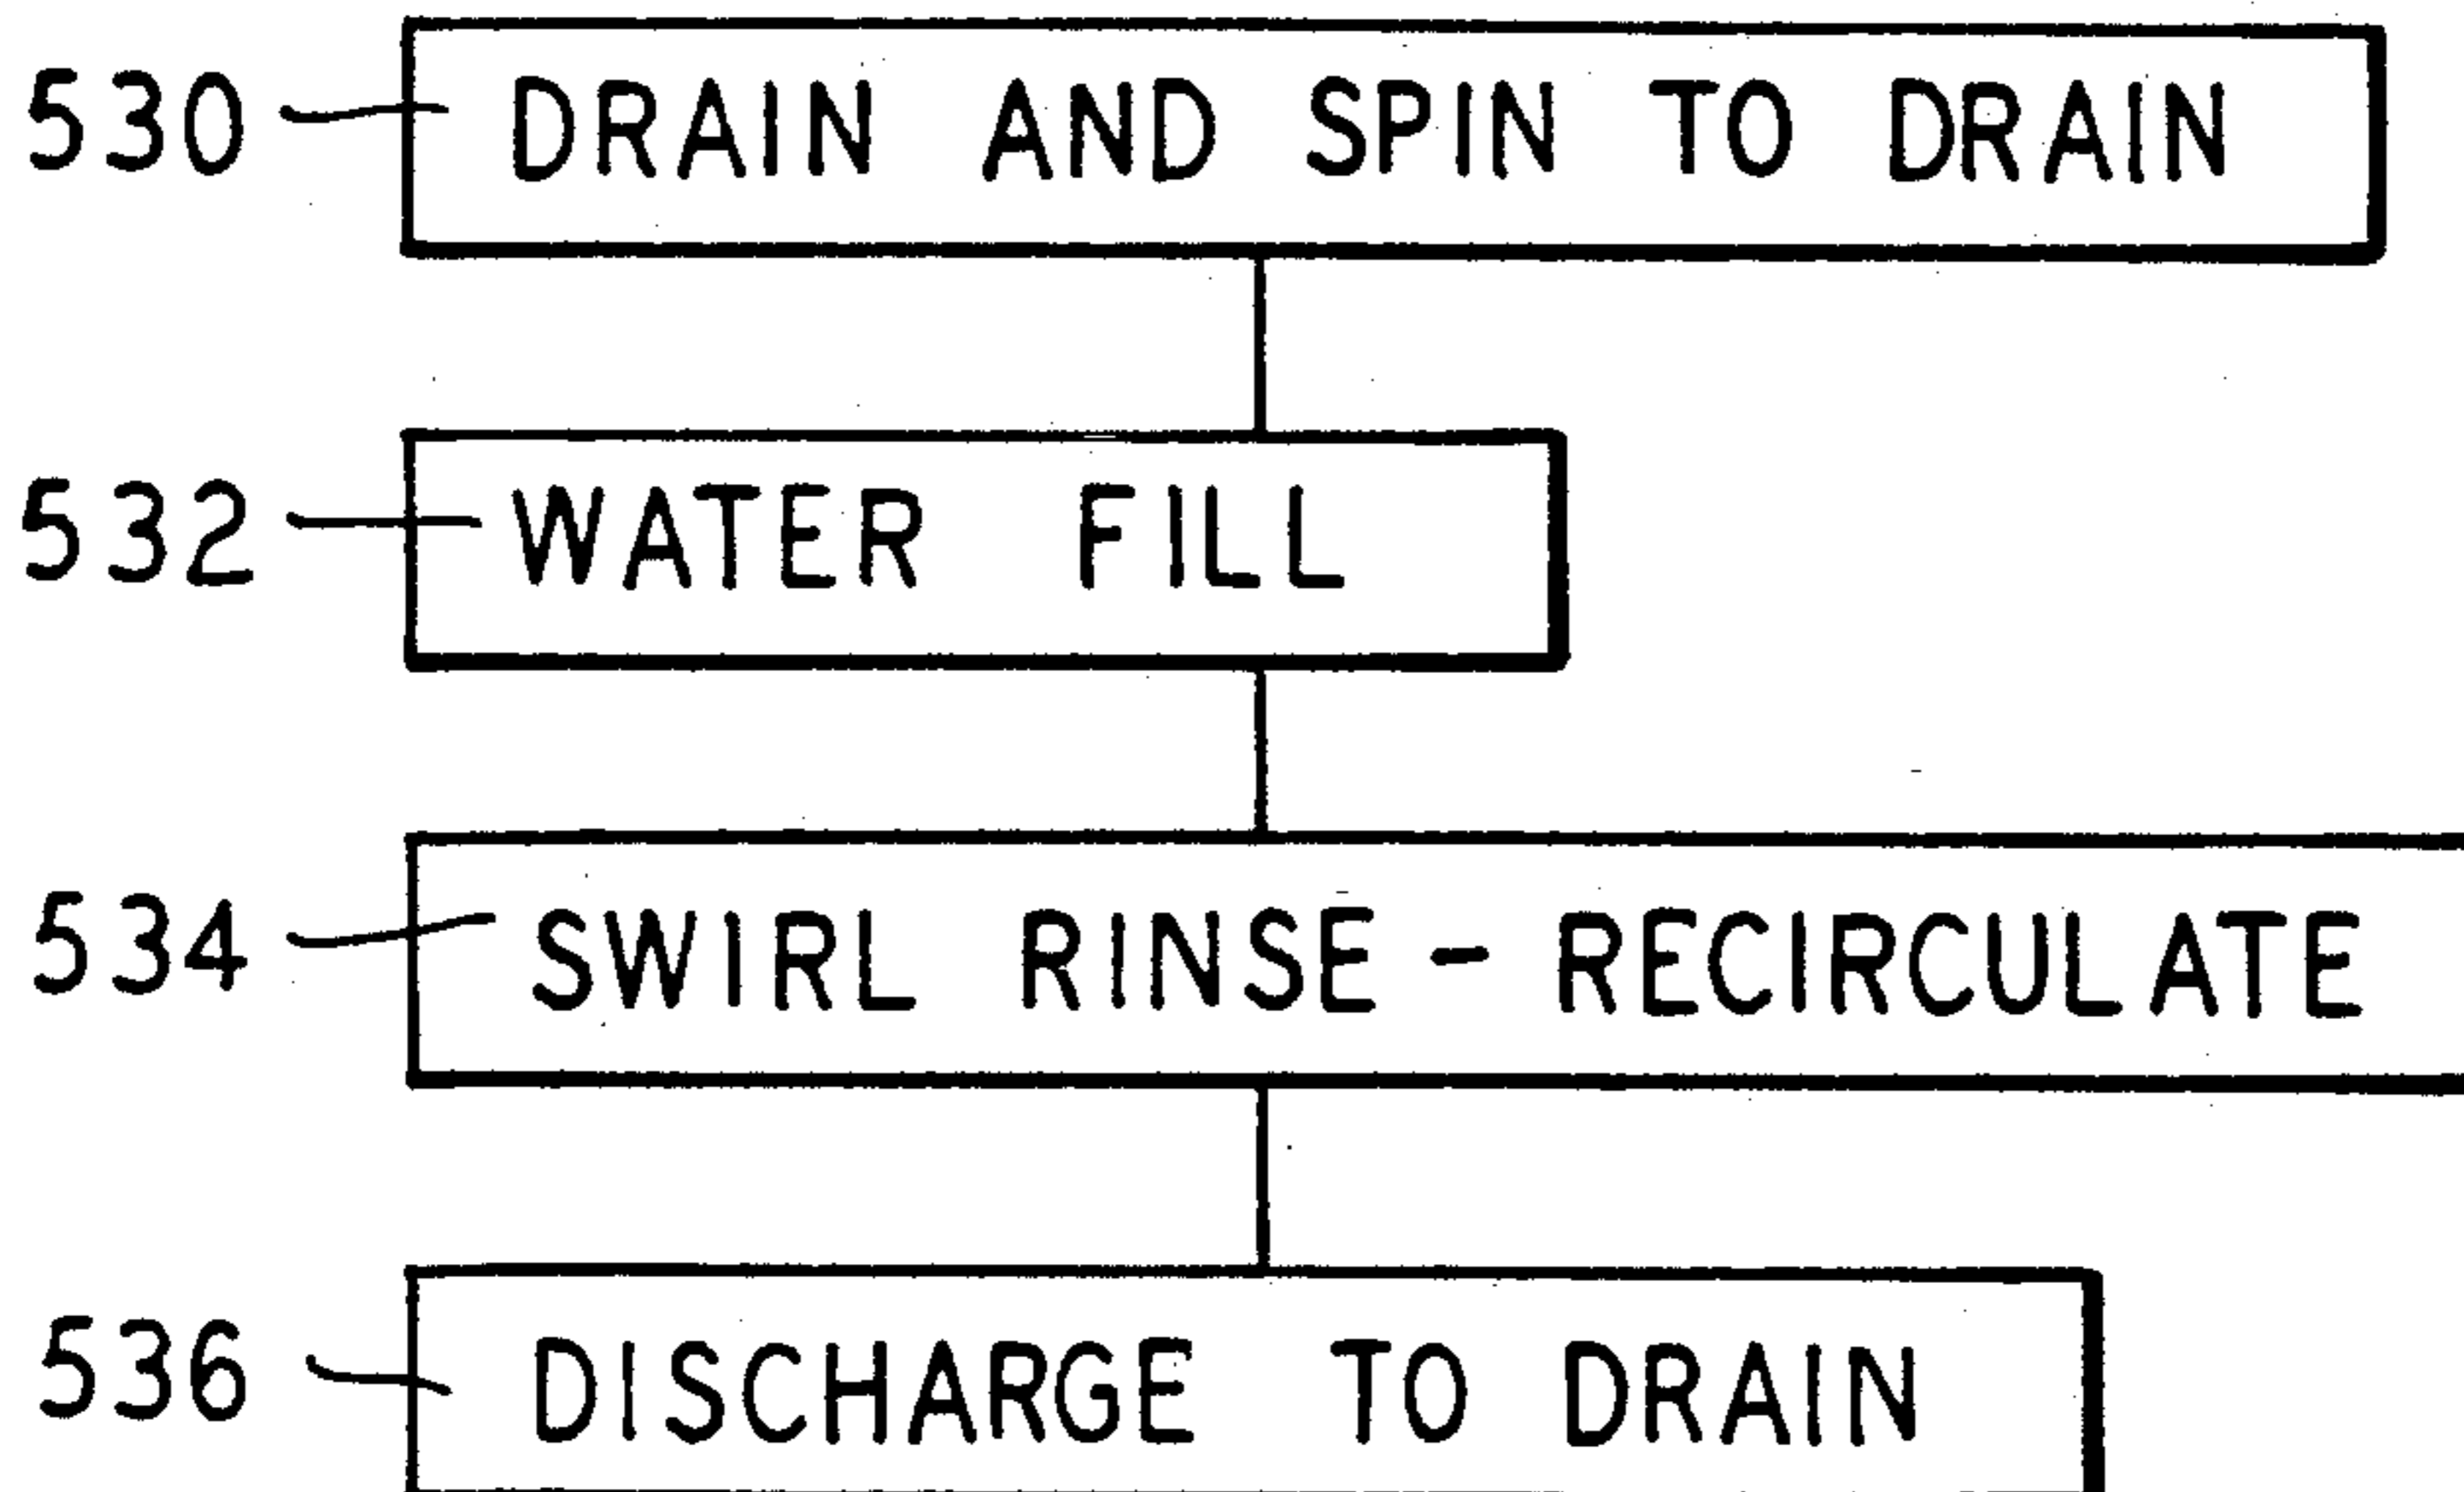 530 DRAIN AND SPIN TO DRAIN
532 WATER FILL
534 SWIRL RINSE - RECIRCULATE
536 DISCHARGE TO DRAIN